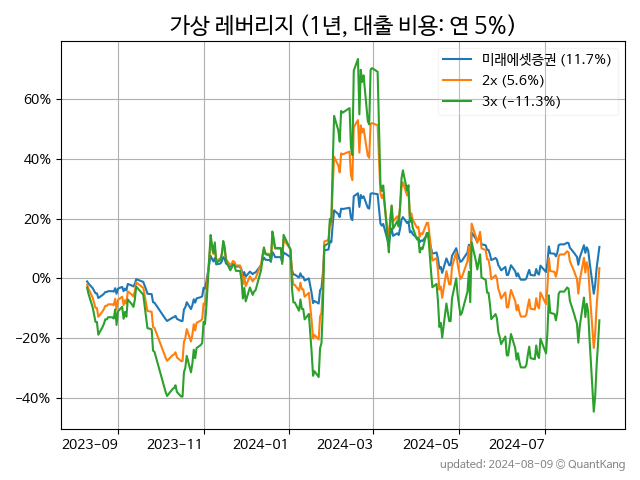 가상 레버리지 (1년, 대출 비용: 연 5%)
미래에셋증권 (11.7%)
2x (5.6%)
3x (−11.3%)
60%
40%
20%
0%
−20%
−40%
2023-09
2023-11
2024-01
2024-03
2024-05
2024-07
updated: 2024-08-09 © QuantKang